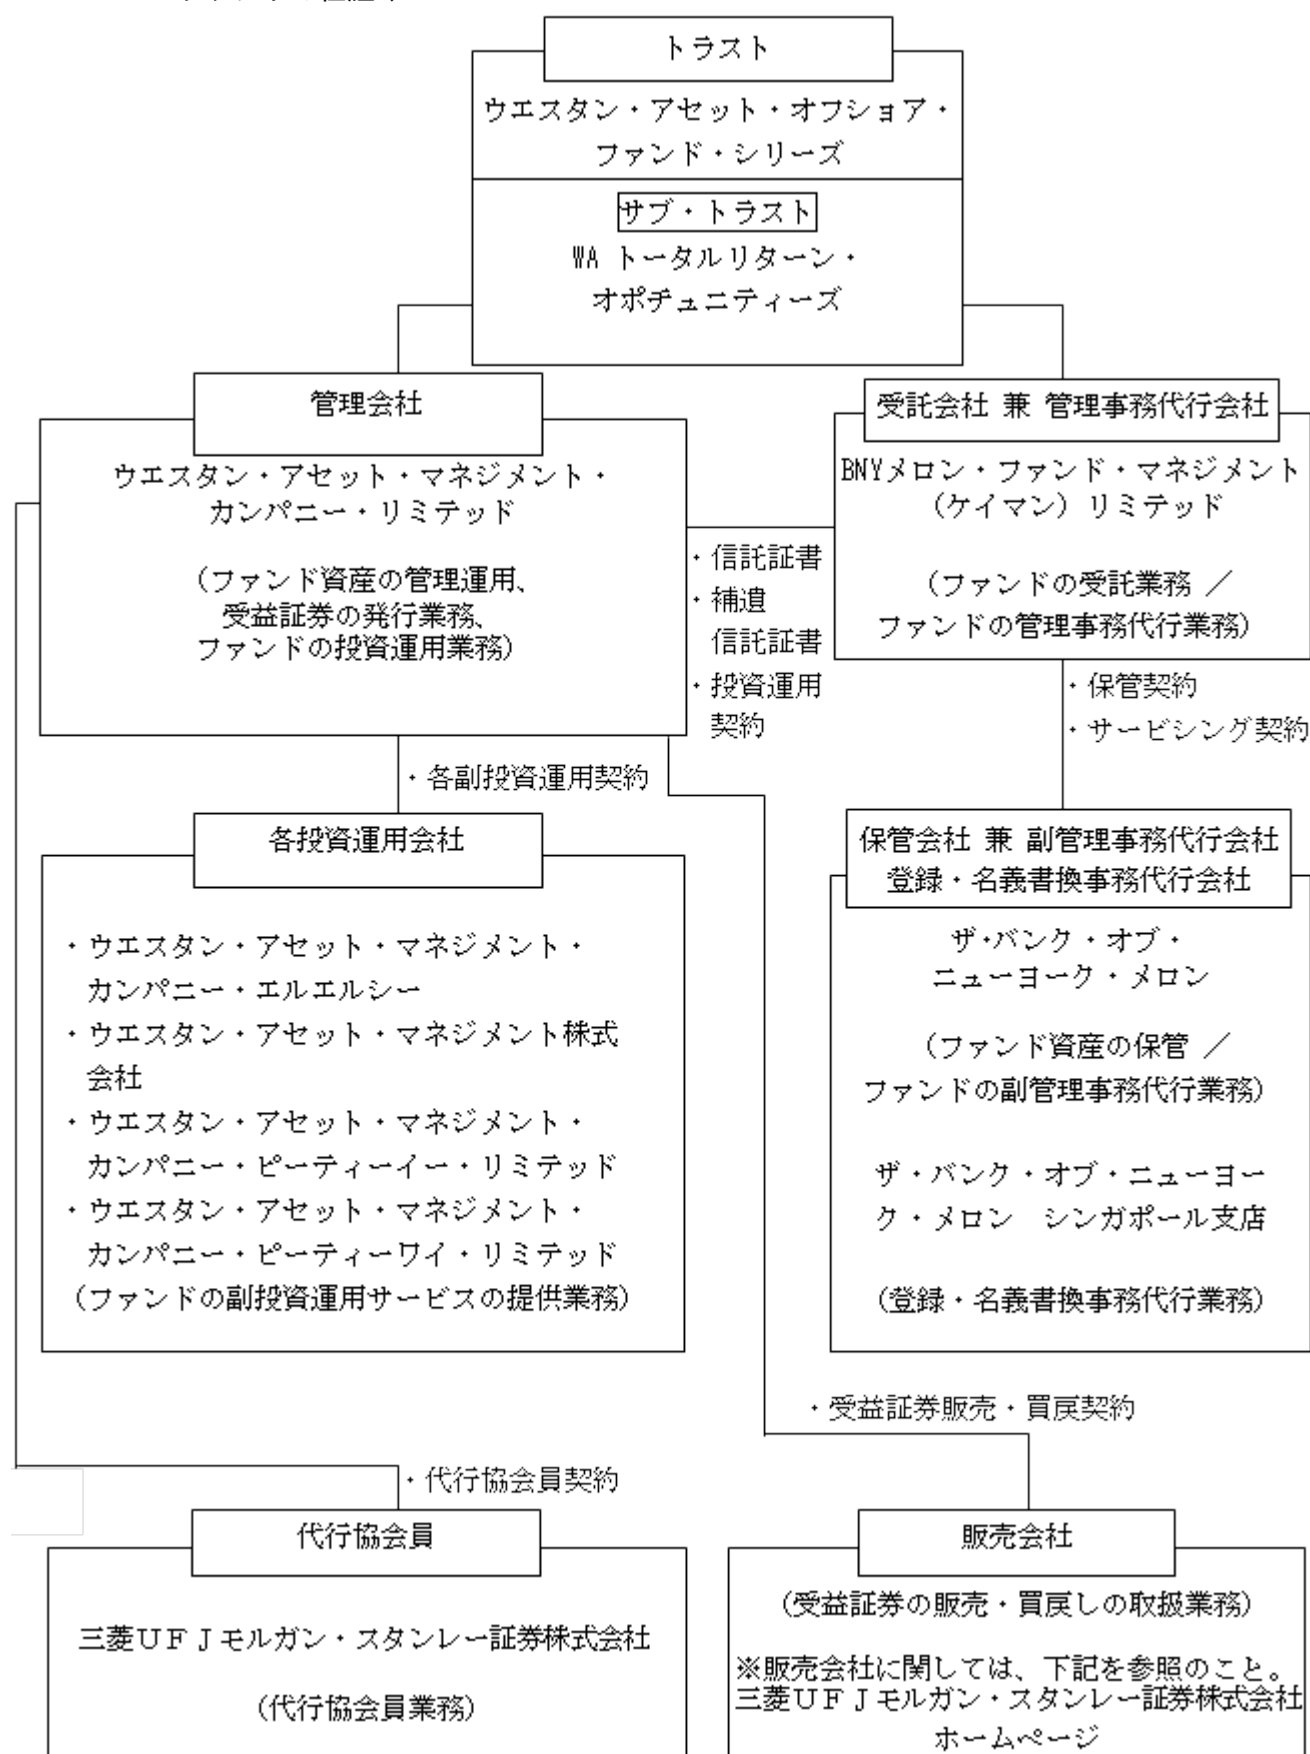 トラスト
ウエスタン・アセット・オフショア・
ファンド・シリーズ
サブ・トラスト
WA トータルリターン・
オポチュニティーズ
管理会社
ウエスタン・アセット・マネジメント・
カンパニー・リミテッド
(ファンド資産の管理運用、
受益証券の発行業務、
ファンドの投資運用業務)
・信託証書
・補遺
信託証書
・投資運用
契約
受託会社 兼 管理事務代行会社
BNYメロン・ファンド・マネジメント
(ケイマン) リミテッド
(ファンドの受託業務 /
ファンドの管理事務代行業務)
・保管契約
・サービシング契約
・各副投資運用契約
各投資運用会社
・ウエスタン・アセット・マネジメント・
カンパニー・エルエルシー
・ウエスタン・アセット・マネジメント株式
会社
・ウエスタン・アセット・マネジメント・
カンパニー・ピーティーイー・リミテッド
・ウエスタン・アセット・マネジメント・
カンパニー・ピーティーワイ・リミテッド
(ファンドの副投資運用サービスの提供業務)
保管会社 兼 副管理事務代行会社
登録・名義書換事務代行会社
ザ・バンク・オブ・
ニューヨーク・メロン
(ファンド資産の保管 /
ファンドの副管理事務代行業務)
ザ・バンク・オブ・ニューヨー
ク・メロン シンガポール支店
(登録・名義書換事務代行業務)
・受益証券販売・買戻契約
・代行協会員契約
代行協会員
三菱UFJモルガン・スタンレー証券株式会社
(代行協会員業務)
販売会社
(受益証券の販売・買戻しの取扱業務)
※販売会社に関しては、下記を参照のこと。
三菱UFJモルガン・スタンレー証券株式会社
ホームページ